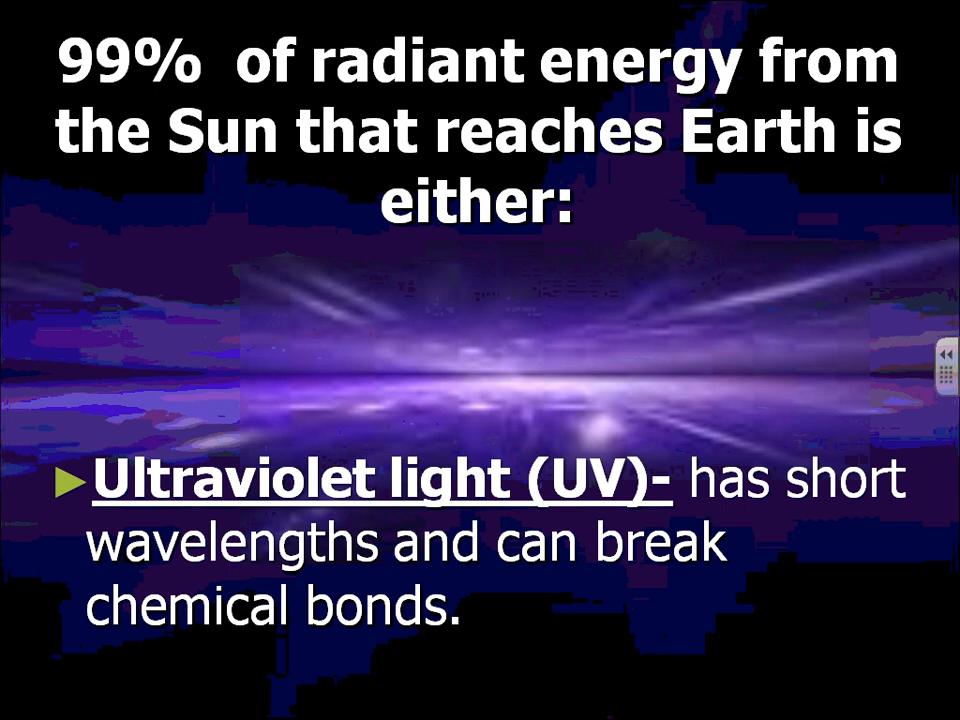 99% of radiant energy from
the Sun that reaches Earth is
either:
►Ultraviolet light (UV)- has short
wavelengths and can break
chemical bonds.